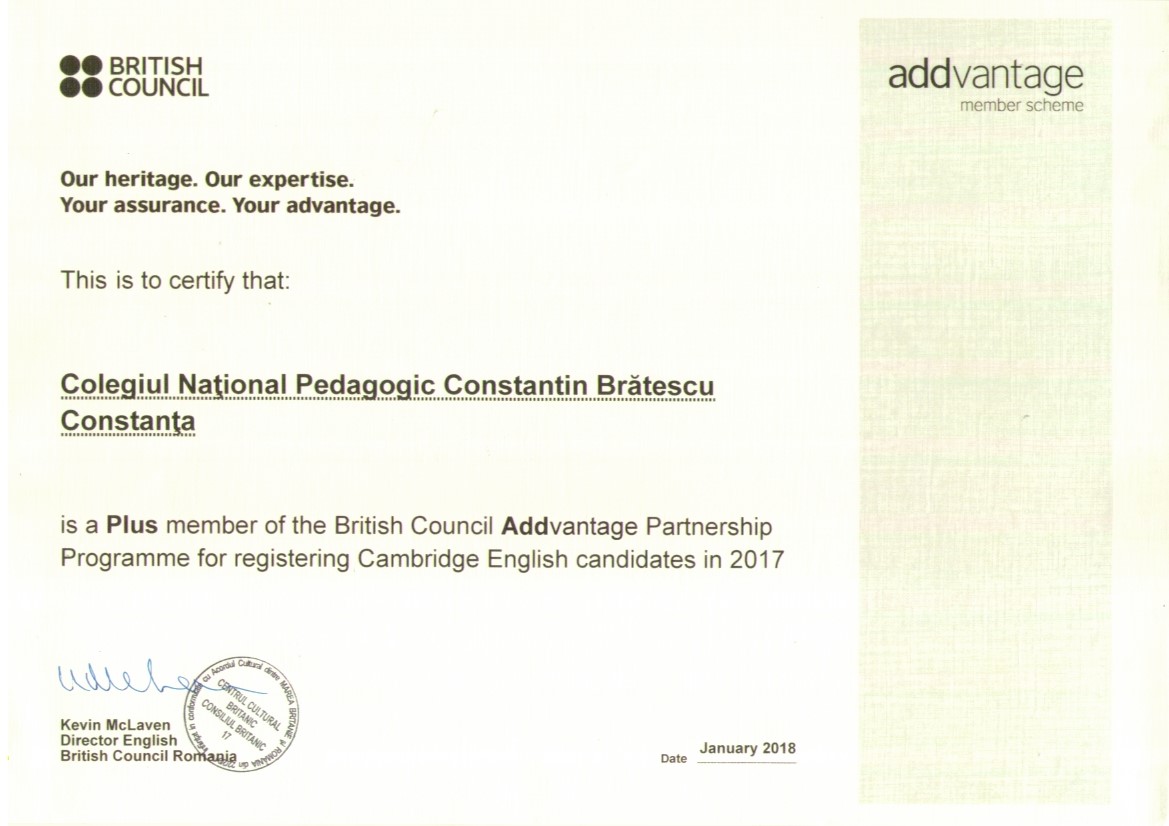 BRITISH
COUNCIL
addvantage
member scheme
Our heritage. Our expertise.
Your assurance. Your advantage.
This is to certify that:
Colegiul Naţional Pedagogic Constantin Brătescu
Constanţa
is a Plus member of the British Council Addvantage Partnership
Programme for registering Cambridge English candidates in 2017
cu Acordul Cultural dintre MAREA BRITANIE şi ROMANIA din
CENTRUL CULTURAL
BRITANIC
CONSILIUL BRITANIC
17
Kevin McLaven
Director English
British Council Romania
Date January 2018